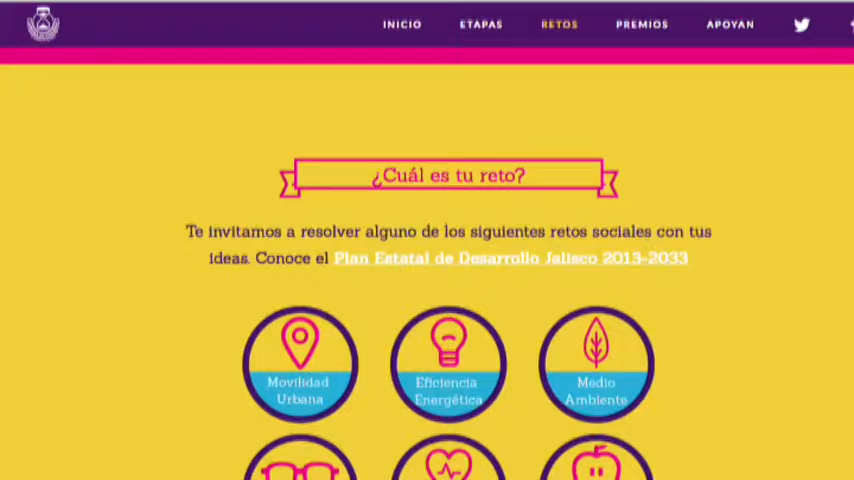 INICIO ETAPAS RETOS PREMIOS APOYAN
¿Cuál es tu reto?
Te invitamos a resolver alguno de los siguientes retos sociales con tus
ideas. Conoce el Plan Estatal de Desarrollo Jalisco 2013-2033
Movilidad
Urbana
Eficiencia
Energética
Medio
Ambiente